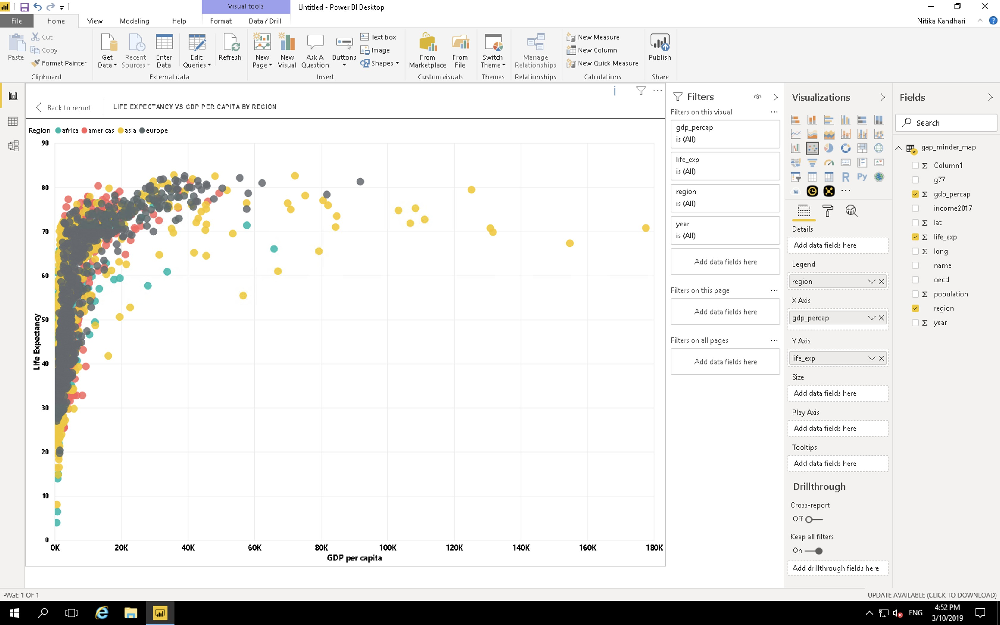 Visual tools
Untitled - Power BI Desktop
File
Home
View
Modeling
Help
Format
Data / Drill
Nitika Kandhari
Paste
Cut
Copy
Format Painter
Clipboard
Get Data
Recent Sources
Enter Data
Edit Queries
Refresh
External data
New Page
New Visual
Ask A Question
Buttons
Text box
Image
Shapes
Insert
From Marketplace
From File
Custom visuals
Switch Theme
Themes
Manage Relationships
Relationships
New Measure
New Column
New Quick Measure
Calculations
Publish
Share
Back to report
LIFE EXPECTANCY VS GDP PER CAPITA BY REGION
Region africa americas asia europe
90
80
70
60
50
40
30
20
10
0
Life Expectancy
0K 20K 40K 60K 80K 100K 120K 140K 160K 180K
GDP per capita
Filters
Filters on this visual
gdp_percap
is (All)
life_exp
is (All)
region
is (All)
year
is (All)
Add data fields here
Filters on this page
Add data fields here
Filters on all pages
Add data fields here
Visualizations
123
R
Py
W
Details
Add data fields here
Legend
region
X Axis
gdp_percap
Y Axis
life_exp
Size
Add data fields here
Play Axis
Add data fields here
Tooltips
Add data fields here
Drillthrough
Cross-report
Off
Keep all filters
On
Add drillthrough fields here
Fields
Search
gap_minder_map
Σ Column1
g77
Σ gdp_percap
income2017
Σ lat
Σ life_exp
Σ long
name
oecd
Σ population
region
Σ year
PAGE 1 OF 1
UPDATE AVAILABLE (CLICK TO DOWNLOAD)
ENG
4:52 PM
3/10/2019